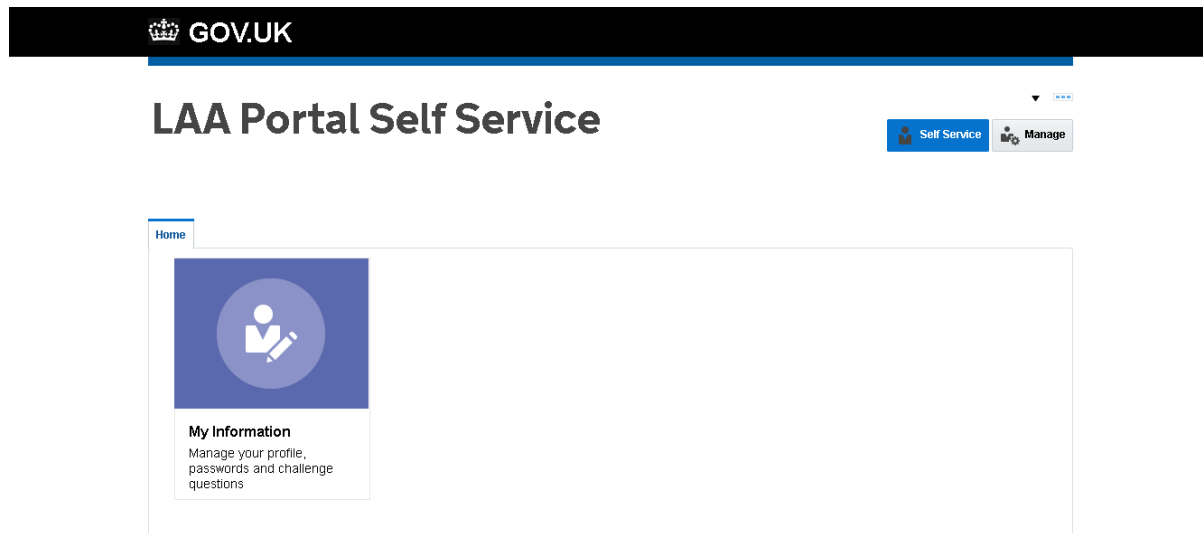 GOV.UK
LAA Portal Self Service
Self Service
Manage
Home
My Information
Manage your profile,
passwords and challenge
questions